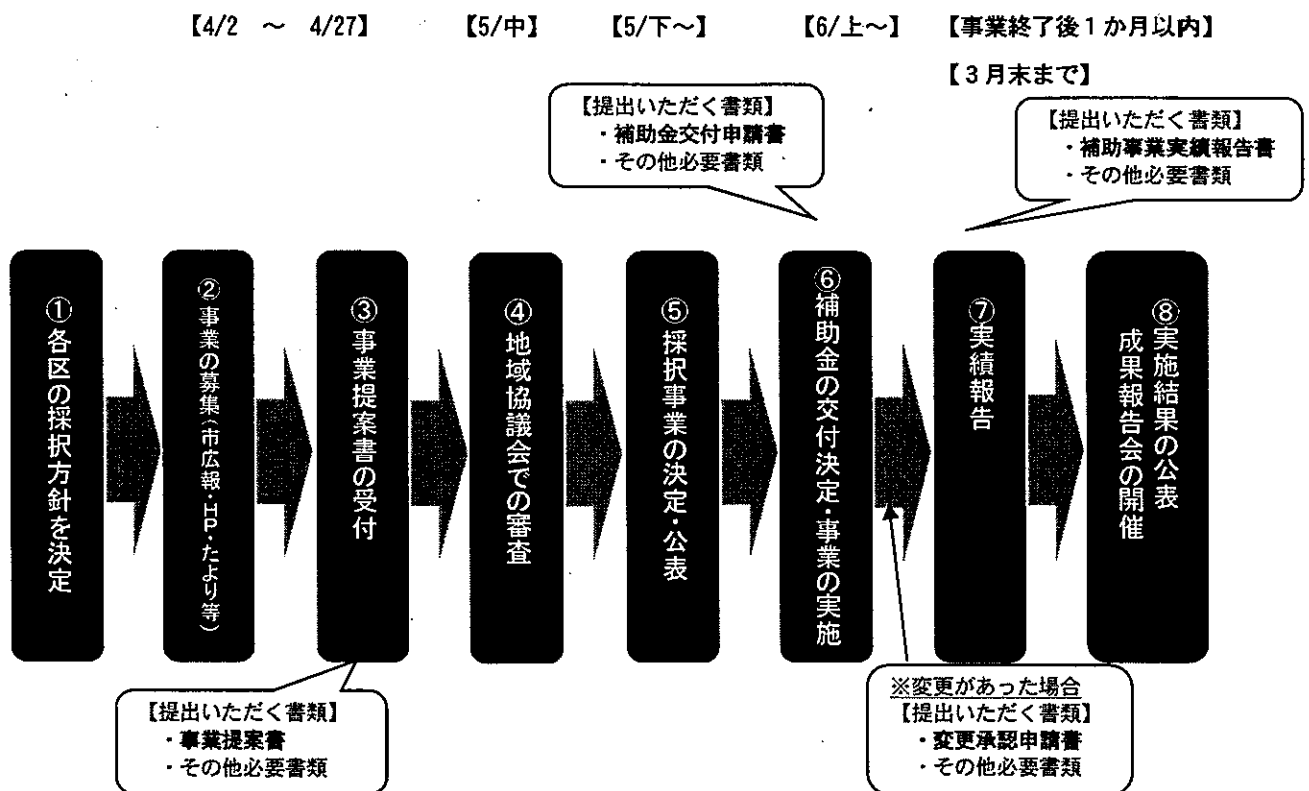 【4/2 ～ 4/27】
【5/中】
【5/下～】
【6/上～】
【事業終了後１か月以内】
【３月末まで】
【提出いただく書類】
・補助金交付申請書
・その他必要書類
【提出いただく書類】
・補助事業実績報告書
・その他必要書類
①各区の採択方針を決定
②事業の募集（市広報・HP・たより等）
③事業提案書の受付
④地域協議会での審査
⑤採択事業の決定・公表
⑥補助金の交付決定・事業の実施
⑦実績報告
⑧実施結果の公表
成果報告会の開催
【提出いただく書類】
・事業提案書
・その他必要書類
※変更があった場合
【提出いただく書類】
・変更承認申請書
・その他必要書類